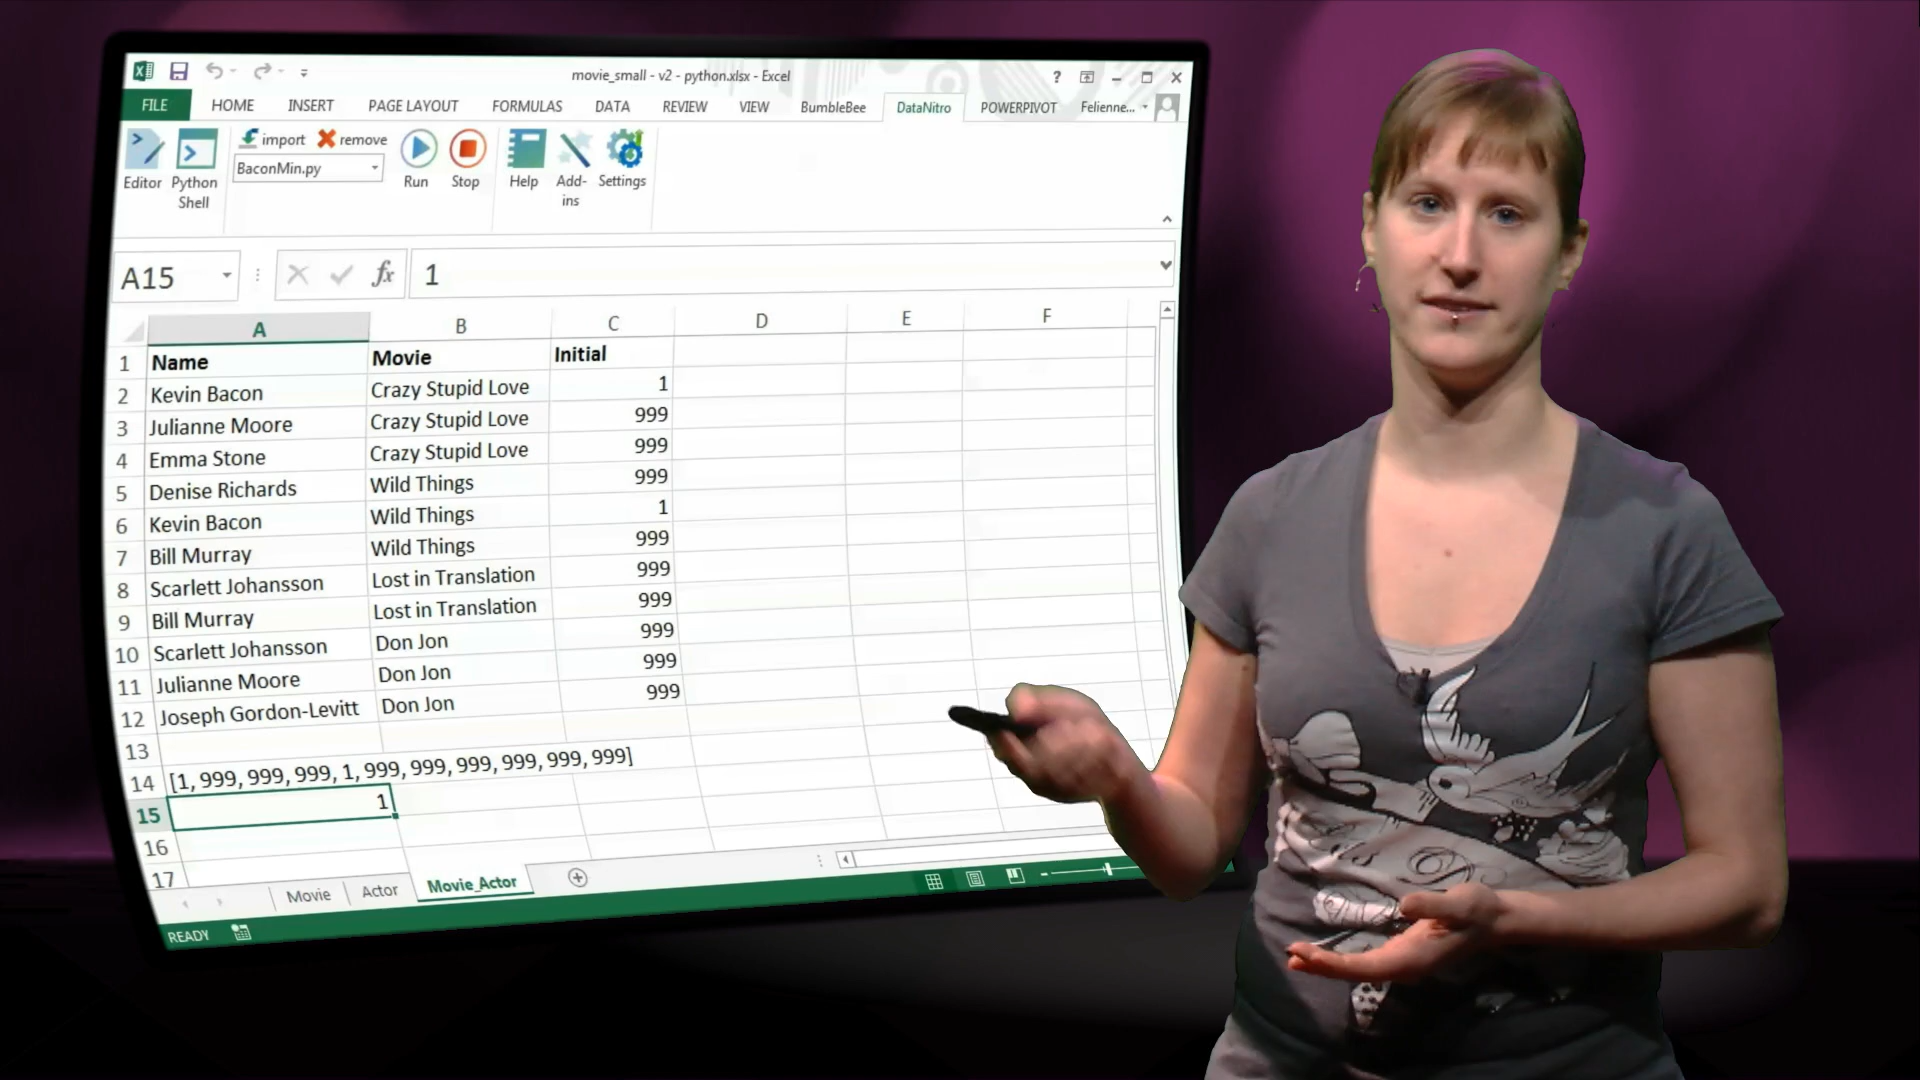 movie_small - v2 - python.xlsx - Excel
FILE HOME INSERT PAGE LAYOUT FORMULAS DATA REVIEW VIEW BumbleBee DataNitro POWERPIVOT Felienne...
import remove
BaconMin.py
Editor Python Shell Run Stop Help Add-ins Settings
A15 fx 1
A B C D E F
1 Name Movie Initial
2 Kevin Bacon Crazy Stupid Love 1
3 Julianne Moore Crazy Stupid Love 999
4 Emma Stone Crazy Stupid Love 999
5 Denise Richards Wild Things 999
6 Kevin Bacon Wild Things 1
7 Bill Murray Wild Things 999
8 Scarlett Johansson Lost in Translation 999
9 Bill Murray Lost in Translation 999
10 Scarlett Johansson Don Jon 999
11 Julianne Moore Don Jon 999
12 Joseph Gordon-Levitt Don Jon 999
13
14 [1, 999, 999, 999, 1, 999, 999, 999, 999, 999, 999]
15 1
16
17
Movie Actor Movie_Actor
READY